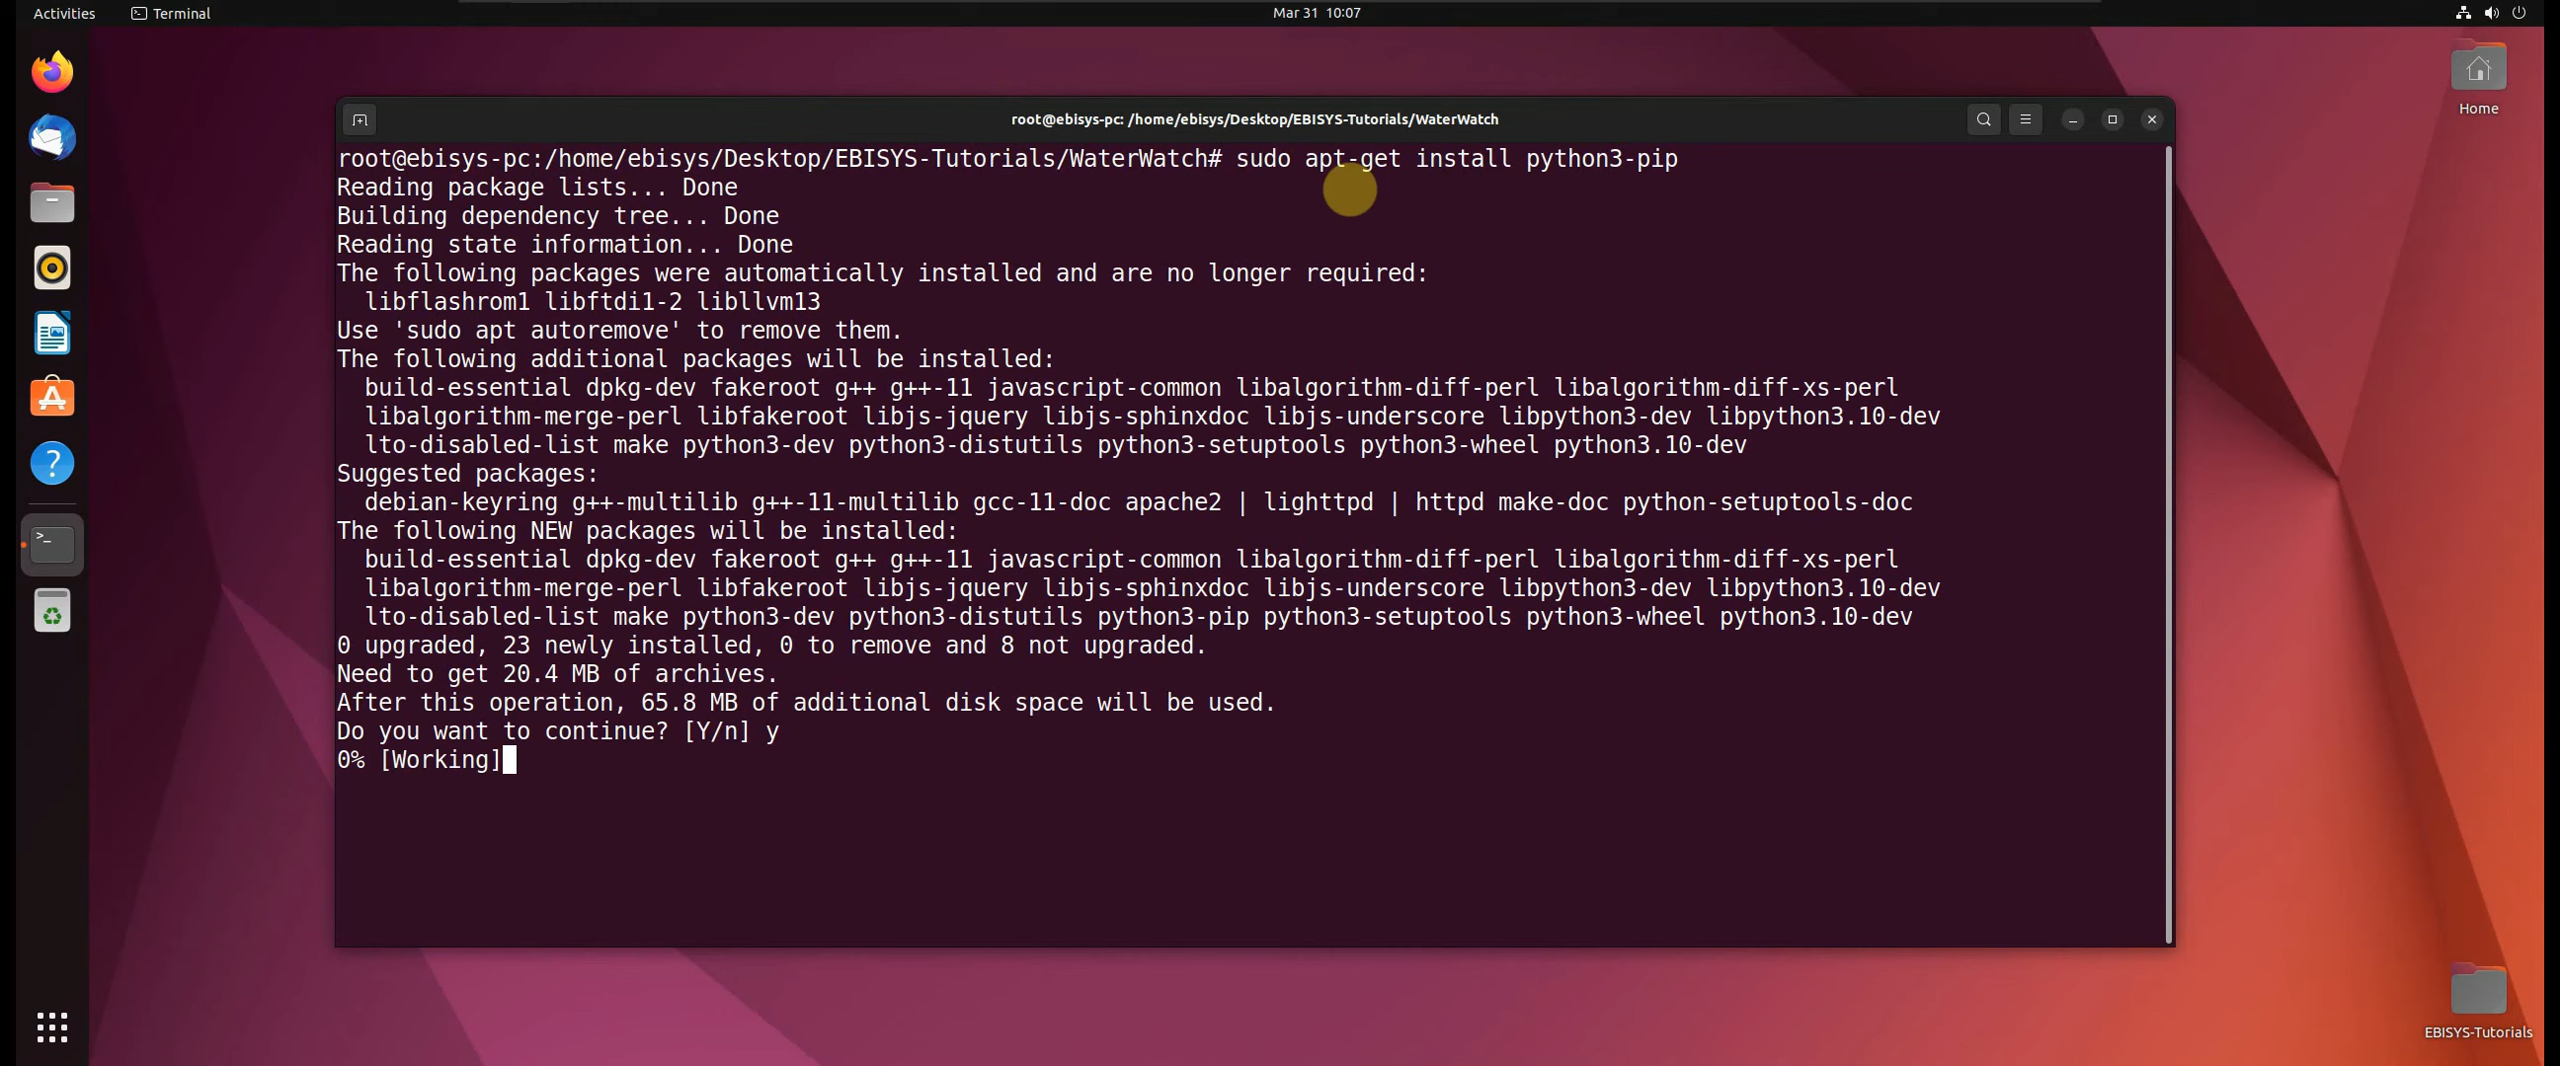 Activities
Terminal
Mar 31 10:07
Home
root@ebisys-pc: /home/ebisys/Desktop/EBISYS-Tutorials/WaterWatch
root@ebisys-pc:/home/ebisys/Desktop/EBISYS-Tutorials/WaterWatch# sudo apt-get install python3-pip
Reading package lists... Done
Building dependency tree... Done
Reading state information... Done
The following packages were automatically installed and are no longer required:
  libflashrom1 libftdi1-2 libllvm13
Use 'sudo apt autoremove' to remove them.
The following additional packages will be installed:
  build-essential dpkg-dev fakeroot g++ g++-11 javascript-common libalgorithm-diff-perl libalgorithm-diff-xs-perl
  libalgorithm-merge-perl libfakeroot libjs-jquery libjs-sphinxdoc libjs-underscore libpython3-dev libpython3.10-dev
  lto-disabled-list make python3-dev python3-distutils python3-setuptools python3-wheel python3.10-dev
Suggested packages:
  debian-keyring g++-multilib g++-11-multilib gcc-11-doc apache2 | lighttpd | httpd make-doc python-setuptools-doc
The following NEW packages will be installed:
  build-essential dpkg-dev fakeroot g++ g++-11 javascript-common libalgorithm-diff-perl libalgorithm-diff-xs-perl
  libalgorithm-merge-perl libfakeroot libjs-jquery libjs-sphinxdoc libjs-underscore libpython3-dev libpython3.10-dev
  lto-disabled-list make python3-dev python3-distutils python3-pip python3-setuptools python3-wheel python3.10-dev
0 upgraded, 23 newly installed, 0 to remove and 8 not upgraded.
Need to get 20.4 MB of archives.
After this operation, 65.8 MB of additional disk space will be used.
Do you want to continue? [Y/n] y
0% [Working]
EBISYS-Tutorials